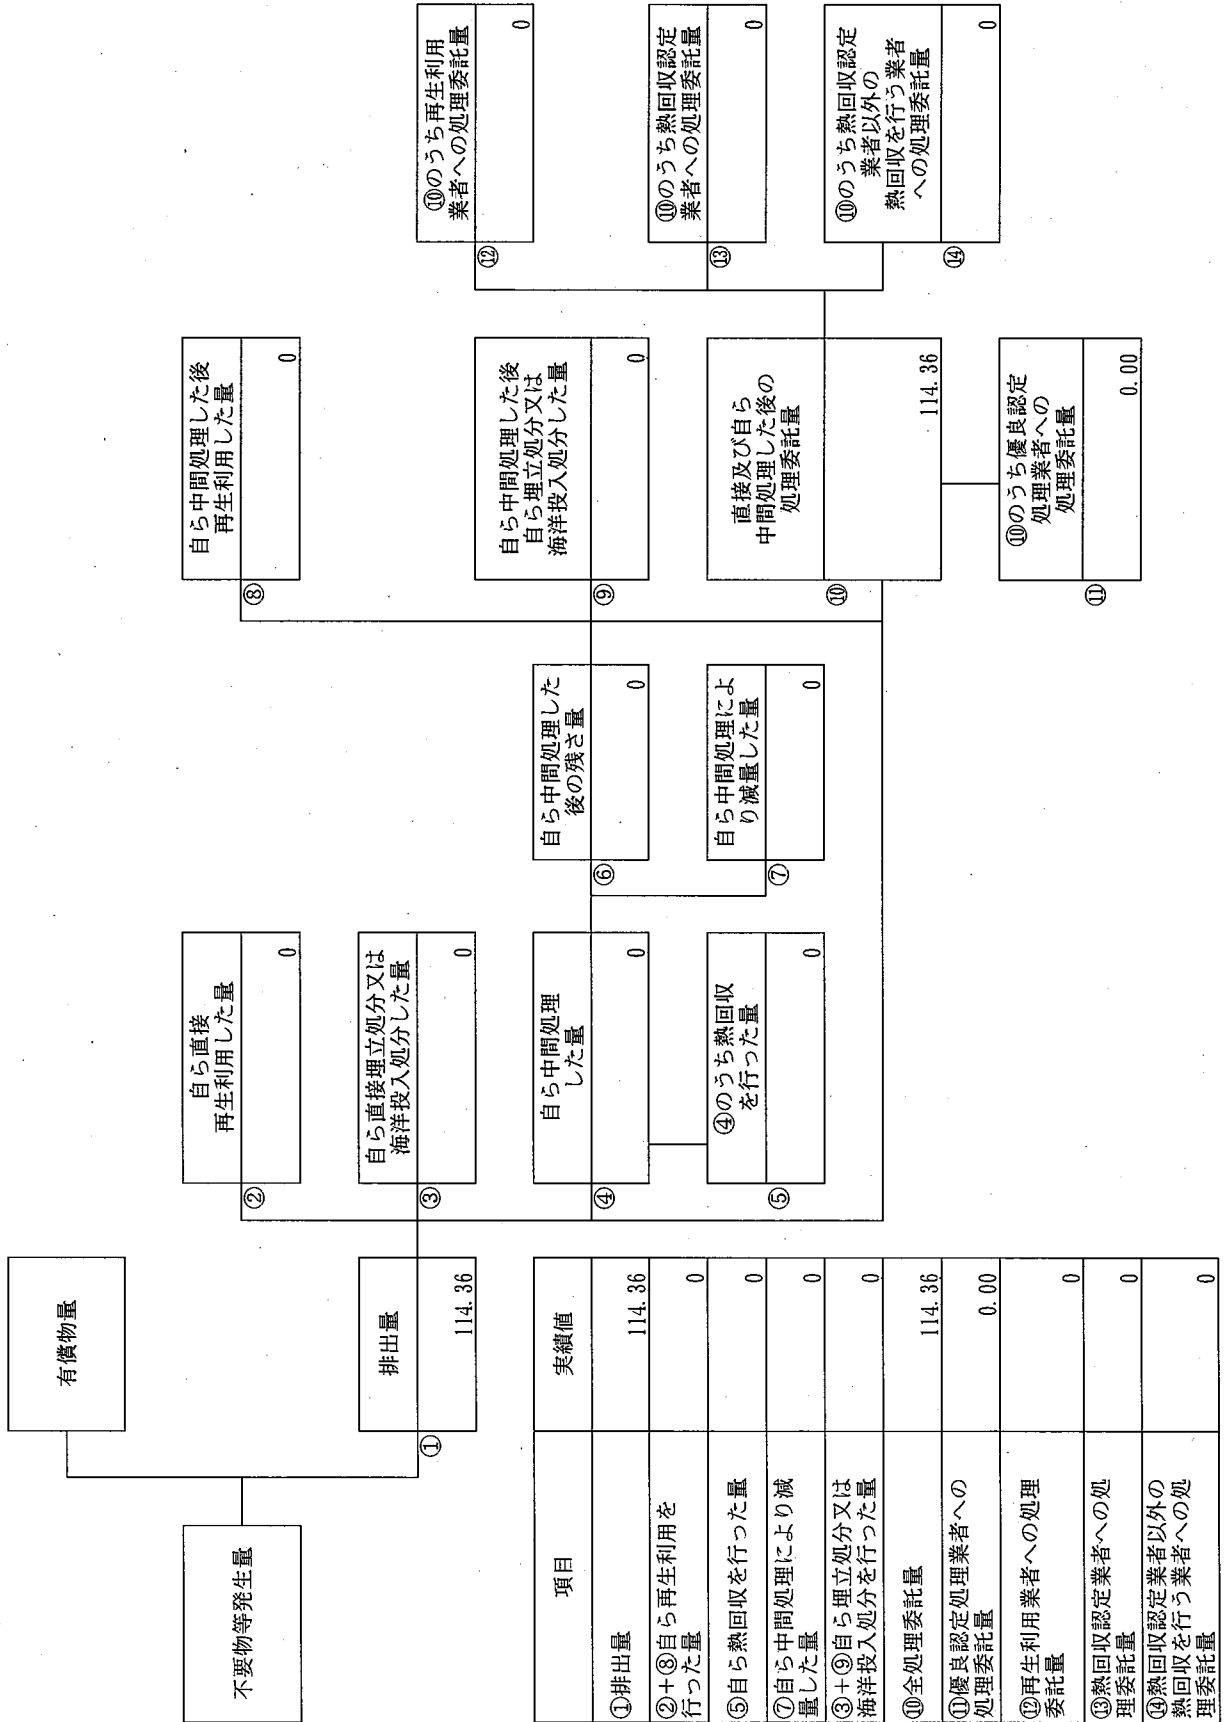 不要物等発生量
有償物量
排出量
①
114.36
自ら直接
再生利用した量
②
0
自ら直接埋立処分又は
海洋投入処分した量
③
0
自ら中間処理
した量
④
0
④のうち熱回収
を行った量
⑤
0
自ら中間処理した
後の残さ量
⑥
0
自ら中間処理によ
り減量した量
⑦
0
自ら中間処理した後
再生利用した量
⑧
0
自ら中間処理した後
自ら埋立処分又は
海洋投入処分した量
⑨
0
直接及び自ら
中間処理した後の
処理委託量
⑩
114.36
⑩のうち優良認定
処理業者への
処理委託量
⑪
0.00
⑩のうち再生利用
業者への処理委託量
⑫
0
⑩のうち熱回収認定
業者への処理委託量
⑬
0
⑩のうち熱回収認定
業者以外の
熱回収を行う業者
への処理委託量
⑭
0
項目
実績値
①排出量
114.36
②+⑧自ら再生利用を
行った量
0
⑤自ら熱回収を行った量
0
⑦自ら中間処理により減
量した量
0
③+⑨自ら埋立処分又は
海洋投入処分を行った量
0
⑩全処理委託量
114.36
⑪優良認定処理業者への
処理委託量
0.00
⑫再生利用業者への処理
委託量
0
⑬熱回収認定業者への処
理委託量
0
⑭熱回収認定業者以外の
熱回収を行う業者への処
理委託量
0